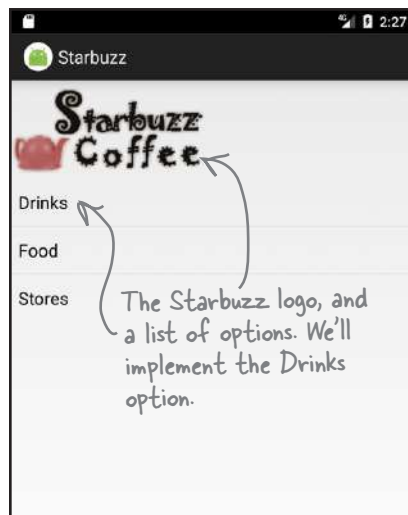 4G 2:27
Starbuzz
Starbuzz
Coffee
Drinks
Food
Stores
The Starbuzz logo, and
a list of options. We'll
implement the Drinks
option.